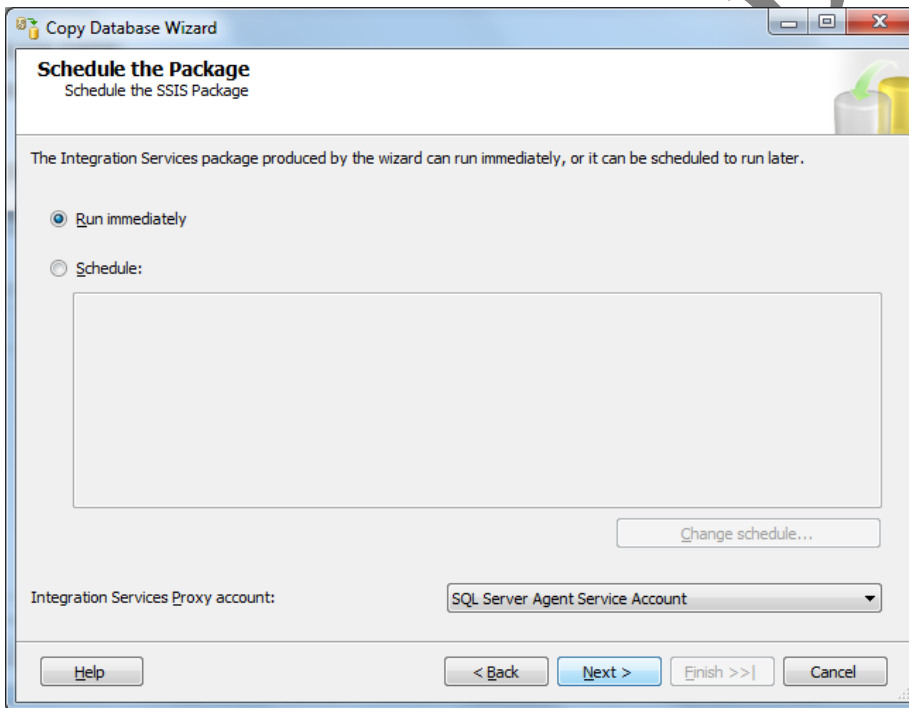 Copy Database Wizard
Schedule the Package
Schedule the SSIS Package
The Integration Services package produced by the wizard can run immediately, or it can be scheduled to run later.
Run immediately
Schedule:
Change schedule...
Integration Services Proxy account:
SQL Server Agent Service Account
Help
< Back
Next >
Finish >>|
Cancel